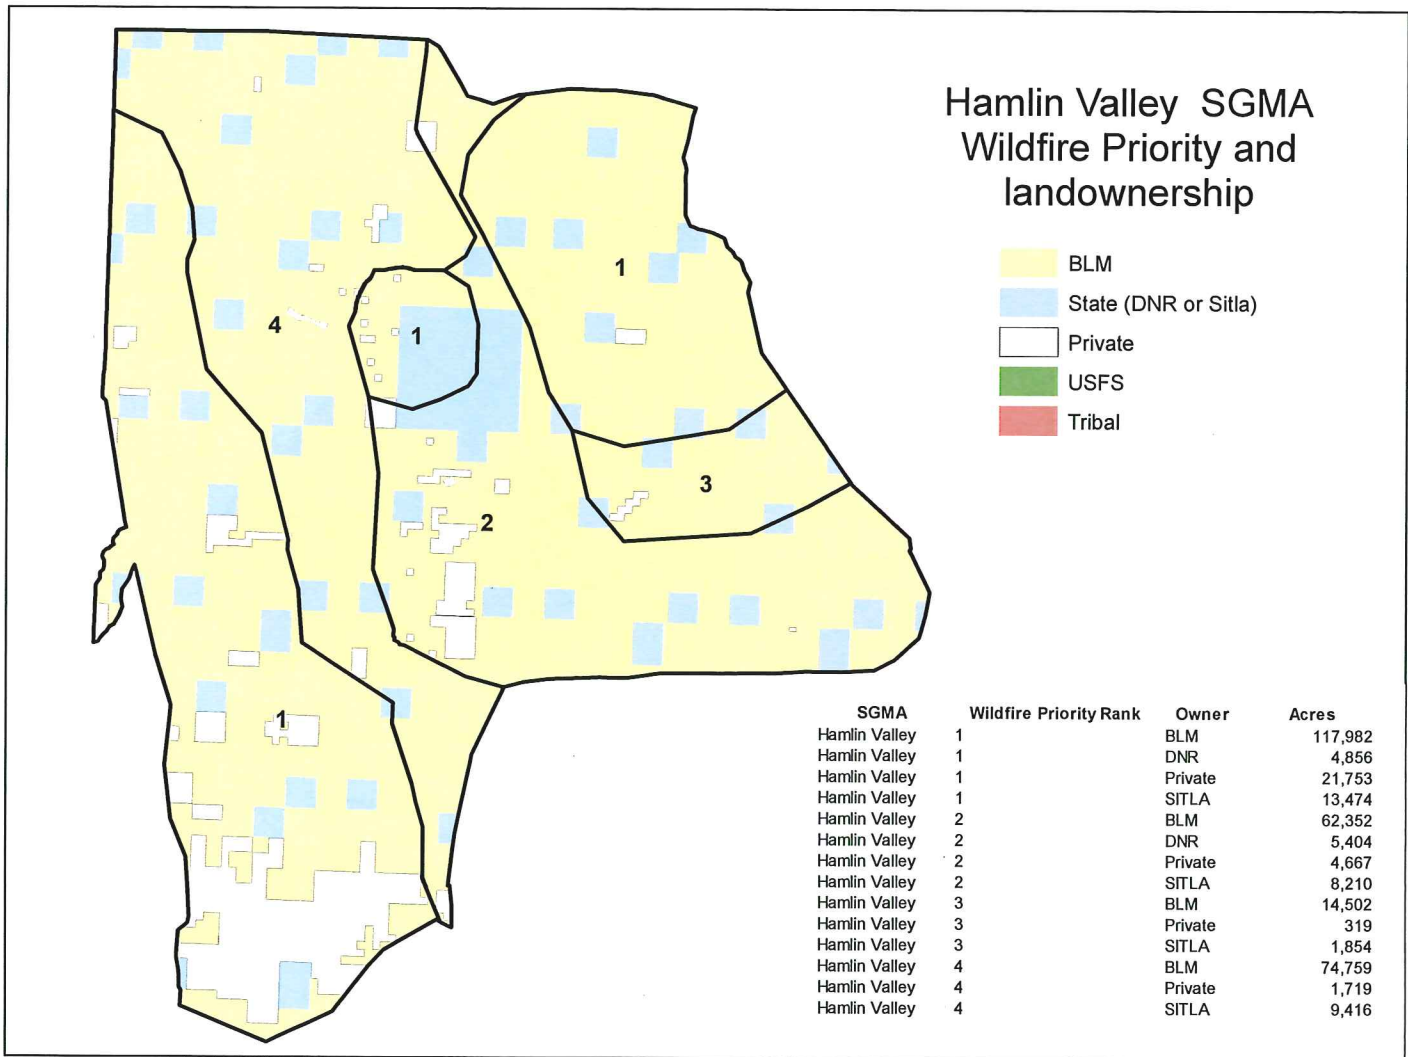 Hamlin Valley SGMA
Wildfire Priority and
landownership
BLM
State (DNR or Sitla)
Private
USFS
Tribal
1
4
1
3
2
1
SGMA Wildfire Priority Rank Owner Acres
Hamlin Valley 1 BLM 117,982
Hamlin Valley 1 DNR 4,856
Hamlin Valley 1 Private 21,753
Hamlin Valley 1 SITLA 13,474
Hamlin Valley 2 BLM 62,352
Hamlin Valley 2 DNR 5,404
Hamlin Valley 2 Private 4,667
Hamlin Valley 2 SITLA 8,210
Hamlin Valley 3 BLM 14,502
Hamlin Valley 3 Private 319
Hamlin Valley 3 SITLA 1,854
Hamlin Valley 4 BLM 74,759
Hamlin Valley 4 Private 1,719
Hamlin Valley 4 SITLA 9,416